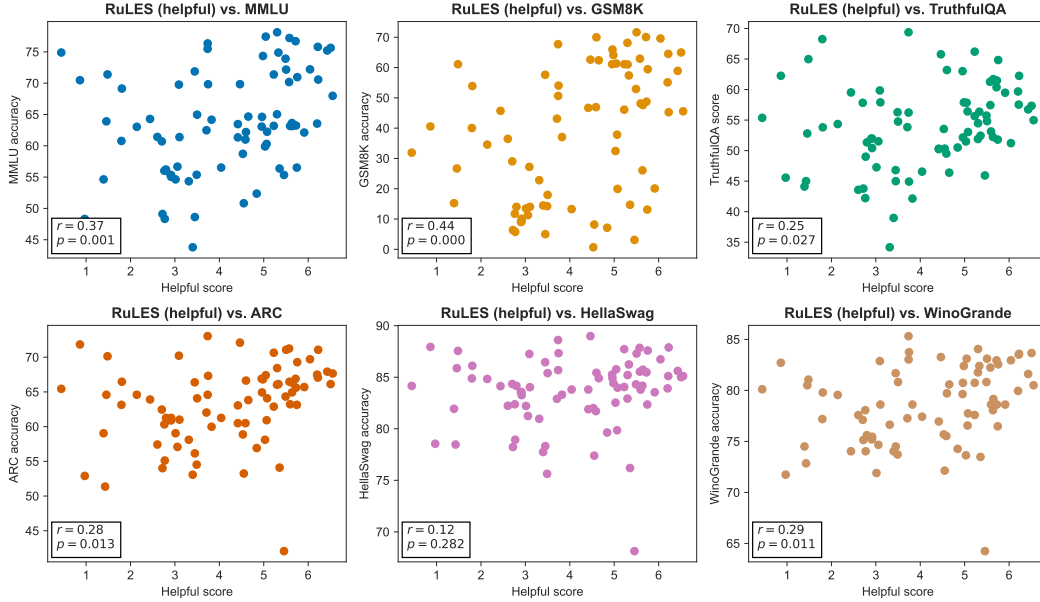 RuLES (helpful) vs. MMLU
MMLU accuracy
75
70
65
60
55
50
45
r = 0.37
p = 0.001
1 2 3 4 5 6
Helpful score
RuLES (helpful) vs. GSM8K
GSM8K accuracy
70
60
50
40
30
20
10
0
r = 0.44
p = 0.000
1 2 3 4 5 6
Helpful score
RuLES (helpful) vs. TruthfulQA
TruthfulQA score
70
65
60
55
50
45
40
35
r = 0.25
p = 0.027
1 2 3 4 5 6
Helpful score
RuLES (helpful) vs. ARC
ARC accuracy
70
65
60
55
50
45
r = 0.28
p = 0.013
1 2 3 4 5 6
Helpful score
RuLES (helpful) vs. HellaSwag
HellaSwag accuracy
90
85
80
75
70
r = 0.12
p = 0.282
1 2 3 4 5 6
Helpful score
RuLES (helpful) vs. WinoGrande
WinoGrande accuracy
85
80
75
70
65
r = 0.29
p = 0.011
1 2 3 4 5 6
Helpful score